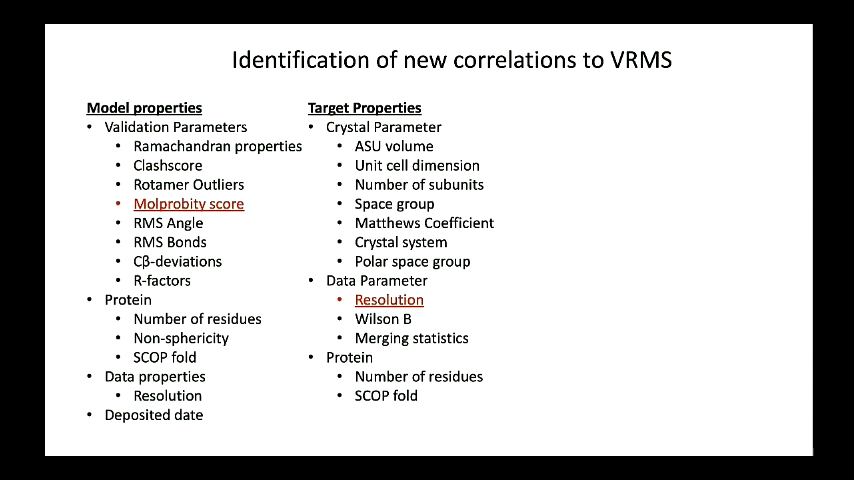 Identification of new correlations to VRMS
Model properties
• Validation Parameters
• Ramachandran properties
• Clashscore
• Rotamer Outliers
• Molprobity score
• RMS Angle
• RMS Bonds
• Cβ-deviations
• R-factors
• Protein
• Number of residues
• Non-sphericity
• SCOP fold
• Data properties
• Resolution
• Deposited date
Target Properties
• Crystal Parameter
• ASU volume
• Unit cell dimension
• Number of subunits
• Space group
• Matthews Coefficient
• Crystal system
• Polar space group
• Data Parameter
• Resolution
• Wilson B
• Merging statistics
• Protein
• Number of residues
• SCOP fold